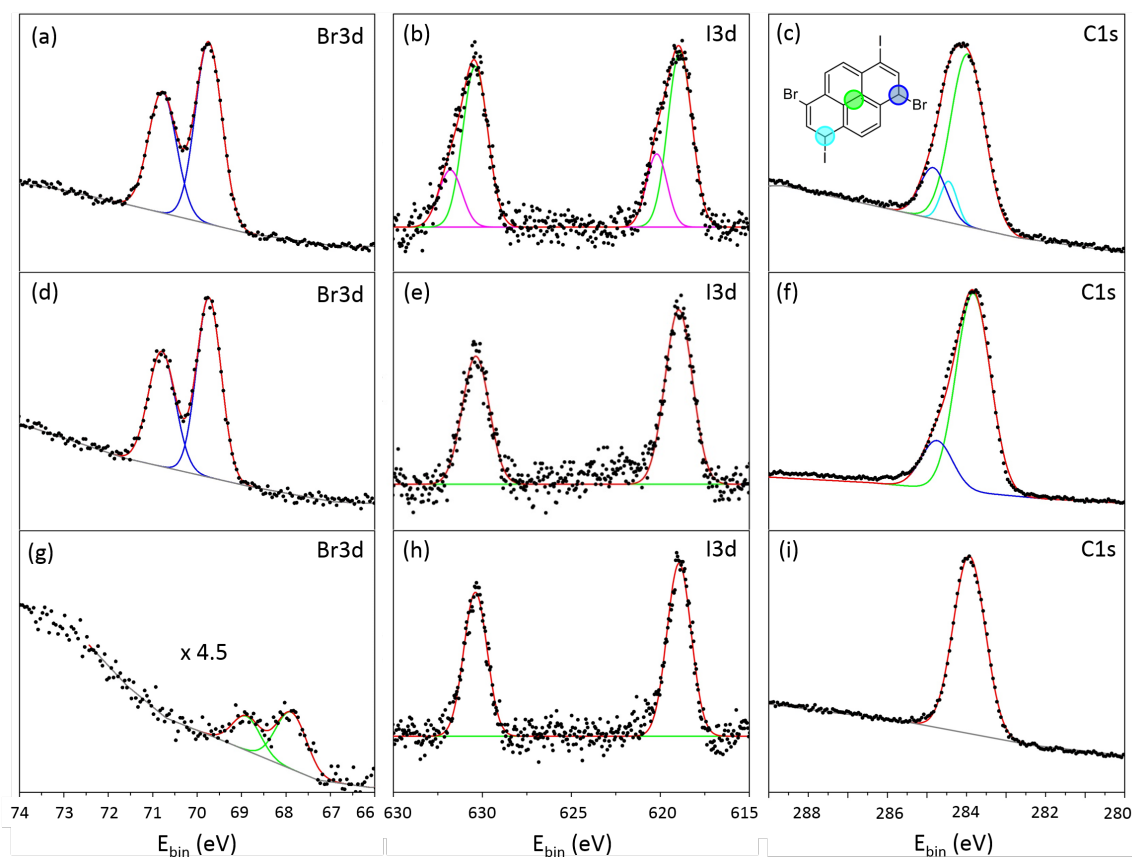 (a) Br3d
(b) I3d
(c) C1s
I
Br
Br
I
(d) Br3d
(e) I3d
(f) C1s
(g) Br3d
x 4.5
(h) I3d
(i) C1s
74 73 72 71 70 69 68 67 66
630 630 625 620 615
288 286 284 282 280
E_bin (eV)
E_bin (eV)
E_bin (eV)